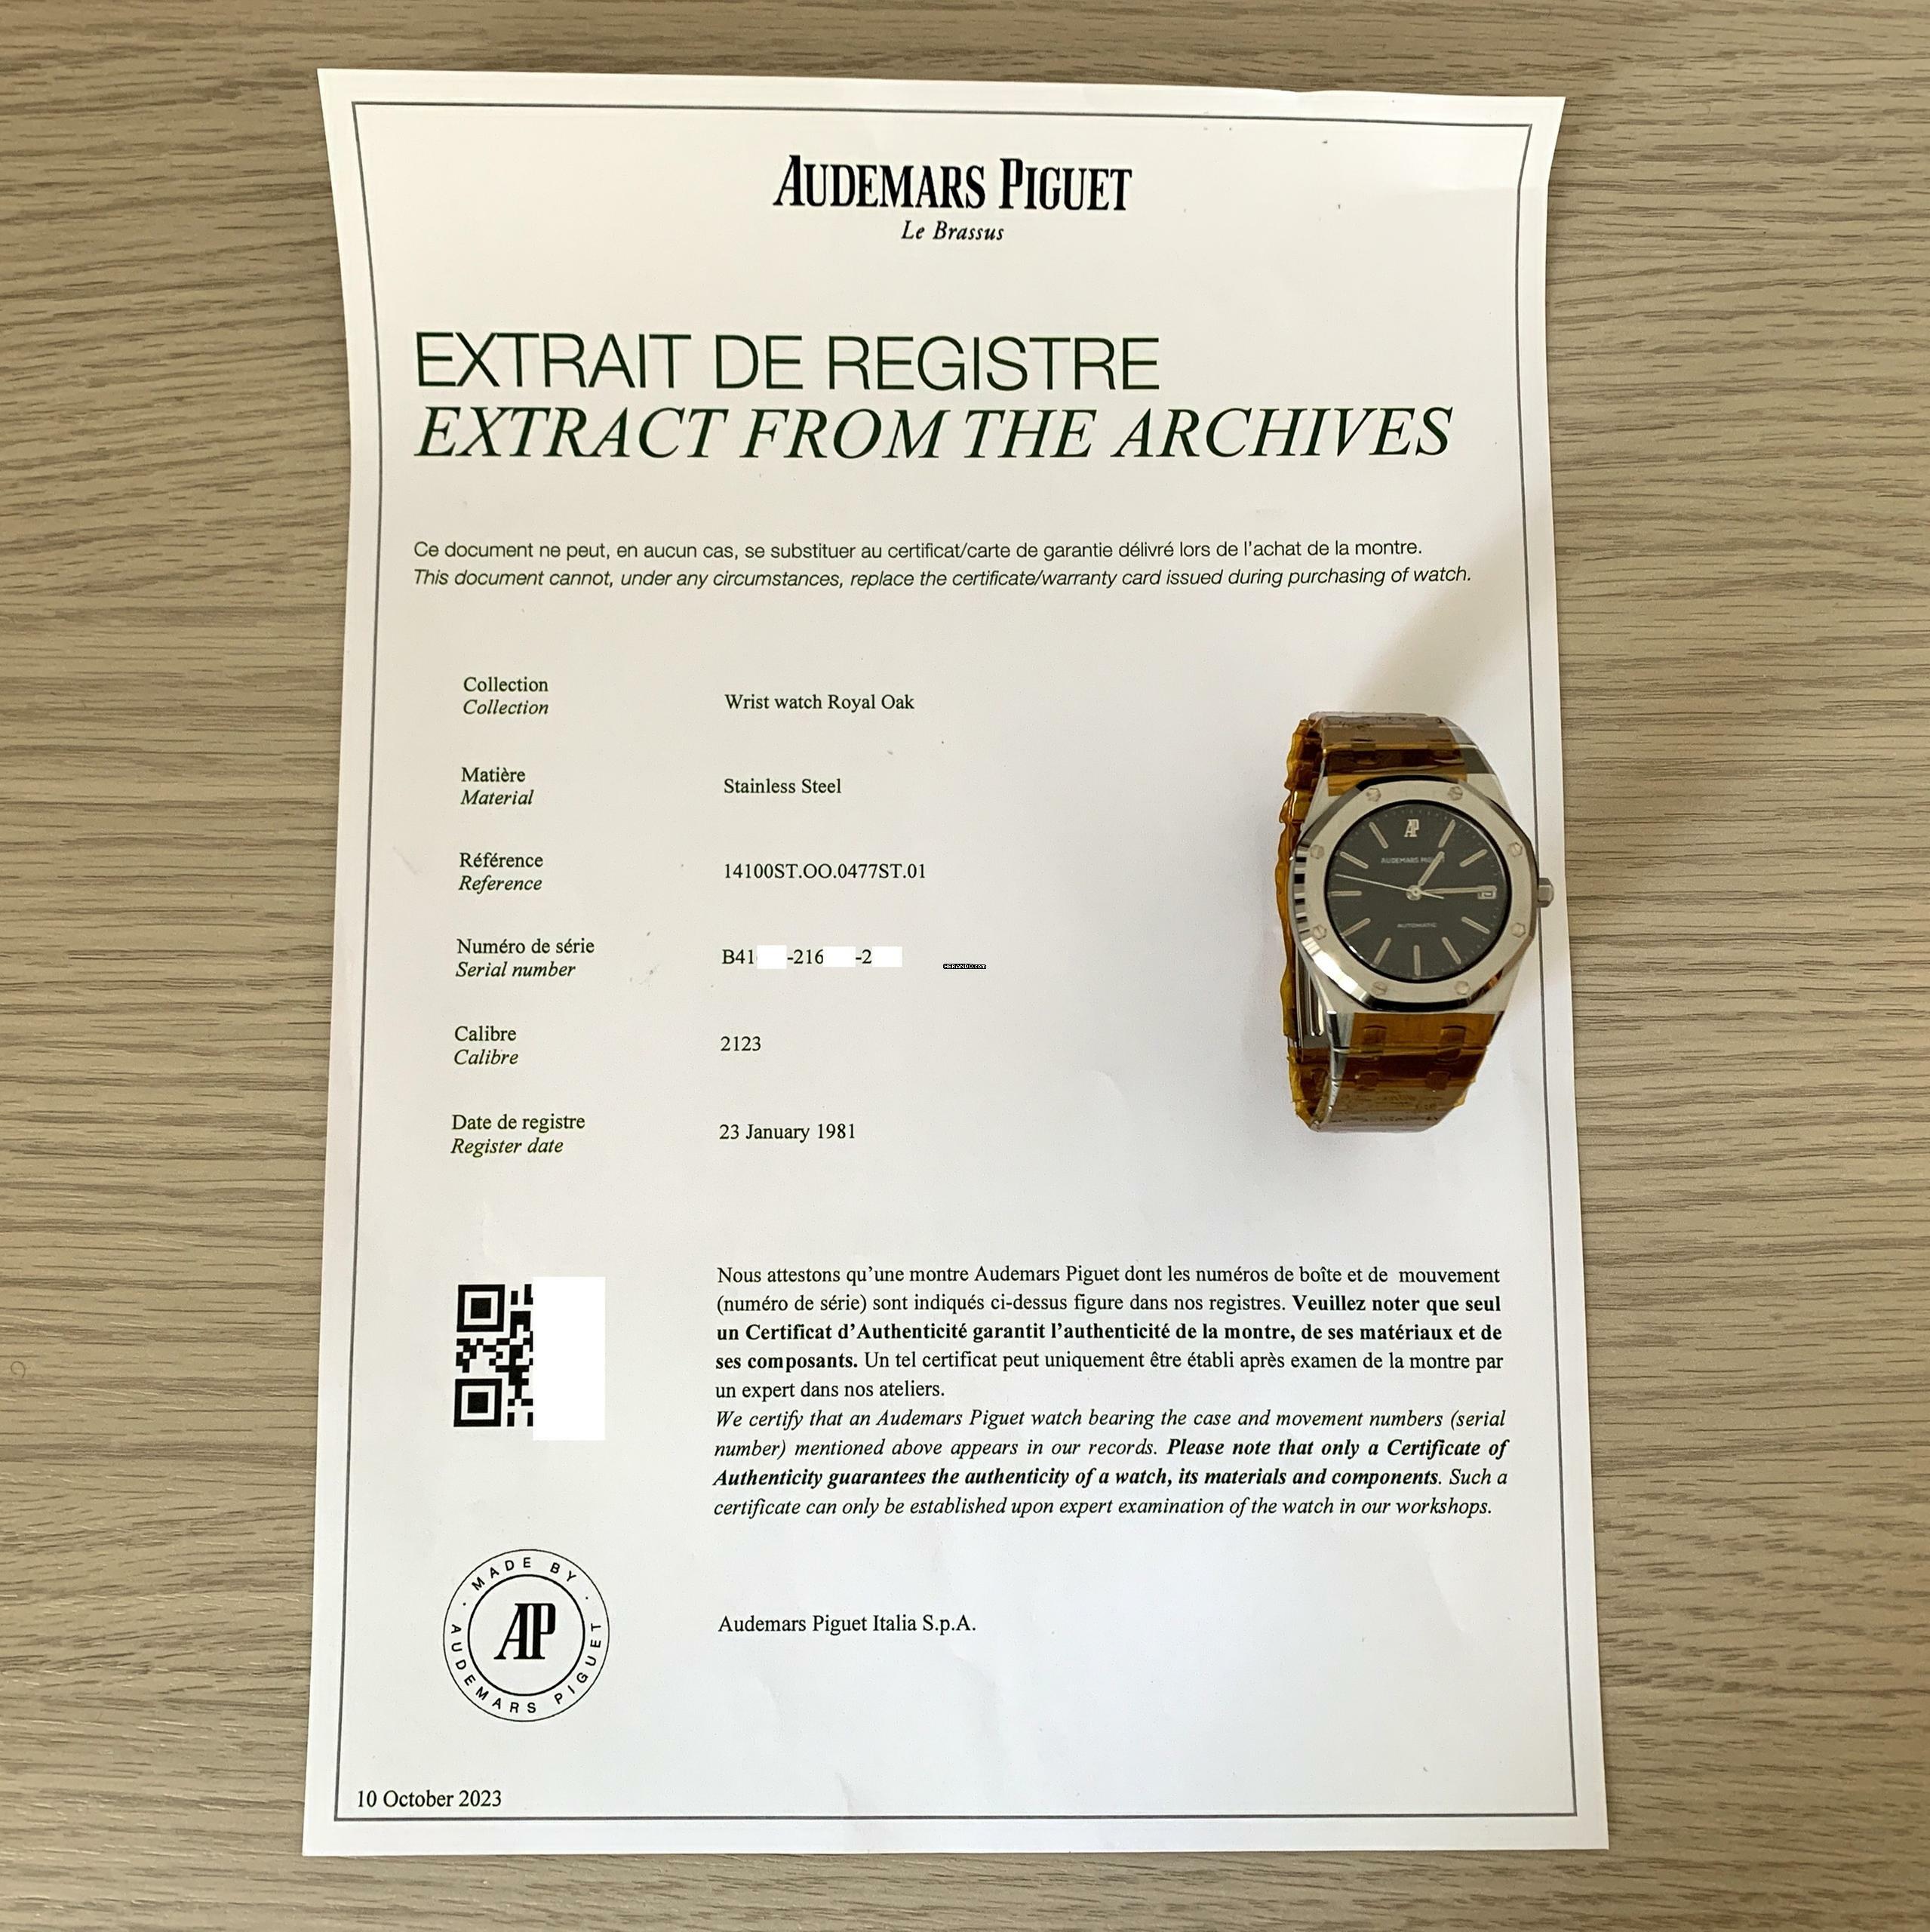 AUDEMARS PIGUET
Le Brassus
EXTRAIT DE REGISTRE
EXTRACT FROM THE ARCHIVES
Ce document ne peut, en aucun cas, se substituer au certificat/carte de garantie délivré lors de l'achat de la montre.
This document cannot, under any circumstances, replace the certificate/warranty card issued during purchasing of watch.
Collection
Collection
Wrist watch Royal Oak
Matière
Material
Stainless Steel
Référence
Reference
14100ST.OO.0477ST.01
Numéro de série
Serial number
B41 -216 -2
HERANDO.com
Calibre
Calibre
2123
Date de registre
Register date
23 January 1981
AP
AUDEMARS PIGUET
AUTOMATIC
Nous attestons qu'une montre Audemars Piguet dont les numéros de boîte et de mouvement
(numéro de série) sont indiqués ci-dessus figure dans nos registres. Veuillez noter que seul
un Certificat d'Authenticité garantit l'authenticité de la montre, de ses matériaux et de
ses composants. Un tel certificat peut uniquement être établi après examen de la montre par
un expert dans nos ateliers.
We certify that an Audemars Piguet watch bearing the case and movement numbers (serial
number) mentioned above appears in our records. Please note that only a Certificate of
Authenticity guarantees the authenticity of a watch, its materials and components. Such a
certificate can only be established upon expert examination of the watch in our workshops.
· MADE BY ·
AP
AUDEMARS PIGUET
Audemars Piguet Italia S.p.A.
10 October 2023